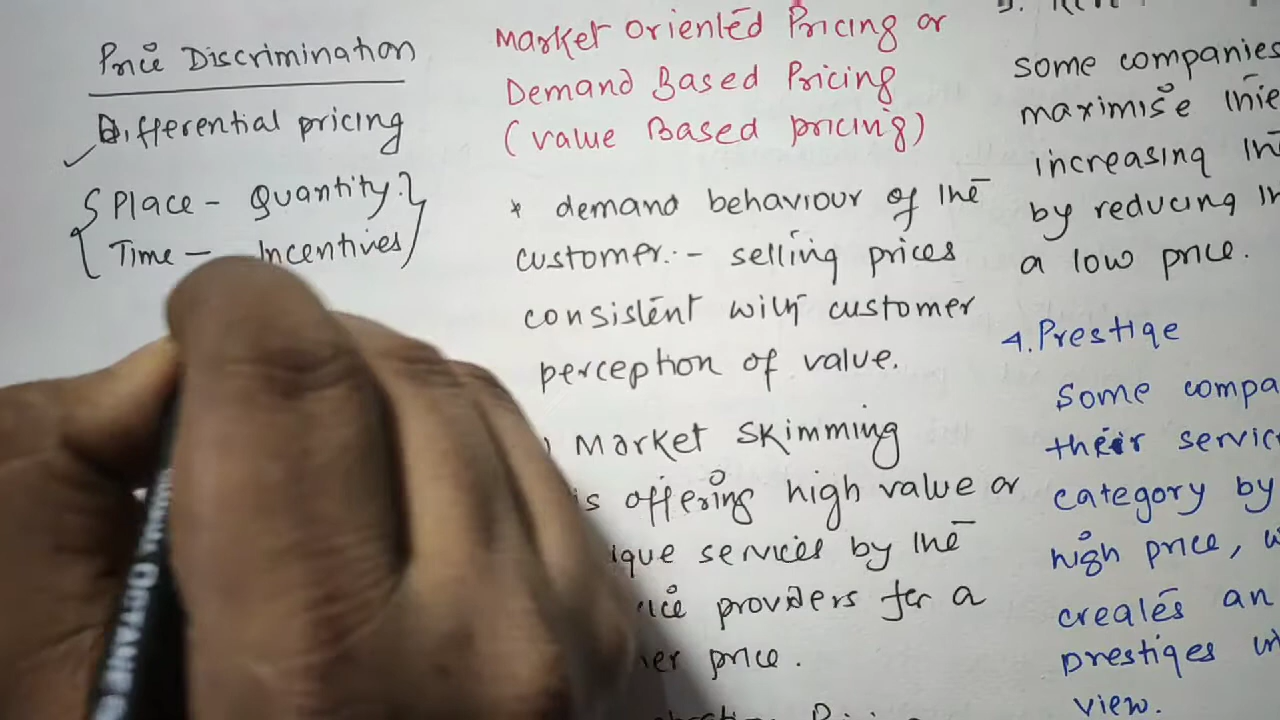 Price Discrimination
Differential pricing
Place - Quantity.
Time - Incentives
Market Oriented Pricing or
Demand Based Pricing
(value Based pricing)
* demand behaviour of the
customer. - selling prices
consistent with customer
perception of value.
Market Skimming
is offering high value or
services by the
providers for a
price.
some companies
maximise
increasing
by reducing
a low price.
4. Prestige
Some
their
category by
high price,
creates an
prestiges
view.